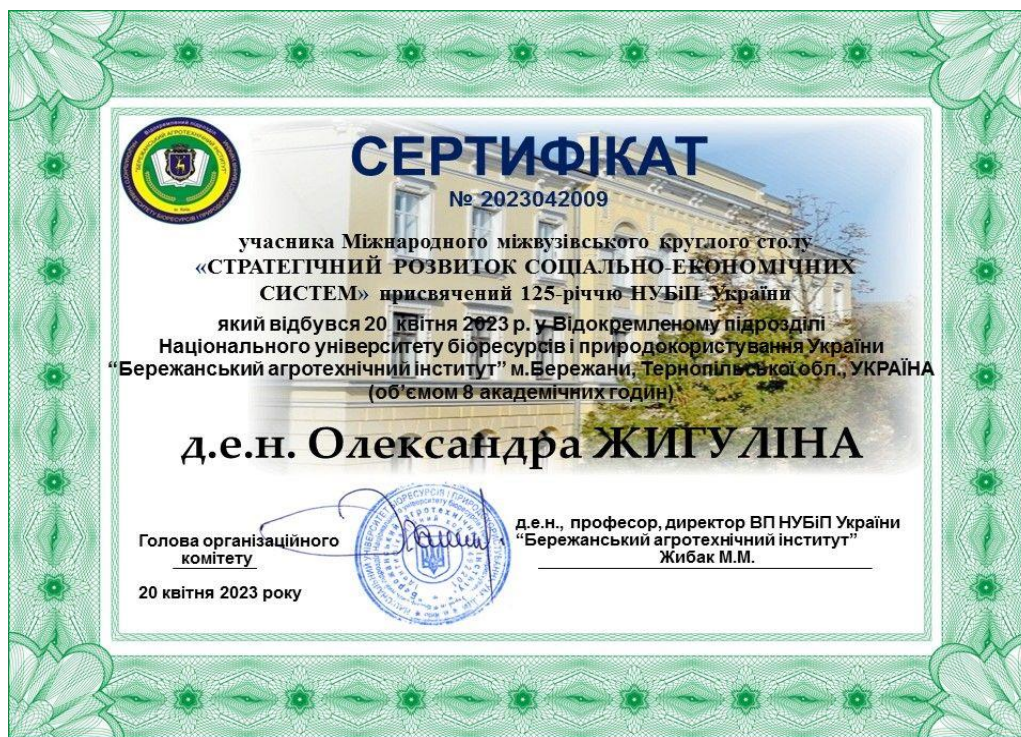 СЕРТИФІКАТ
№ 2023042009
учасника Міжнародного міжвузівського круглого столу
«СТРАТЕГІЧНИЙ РОЗВИТОК СОЦІАЛЬНО-ЕКОНОМІЧНИХ
СИСТЕМ» присвячений 125-річчю НУБіП України
який відбувся 20 квітня 2023 р. у Відокремленому підрозділі
Національного університету біоресурсів і природокористування України
“Бережанський агротехнічний інститут” м.Бережани, Тернопільської обл., УКРАЇНА
(об’ємом 8 академічних годин)
д.е.н. Олександра ЖИГУЛІНА
Голова організаційного
комітету
20 квітня 2023 року
д.е.н., професор, директор ВП НУБіП України
“Бережанський агротехнічний інститут”
Жибак М.М.